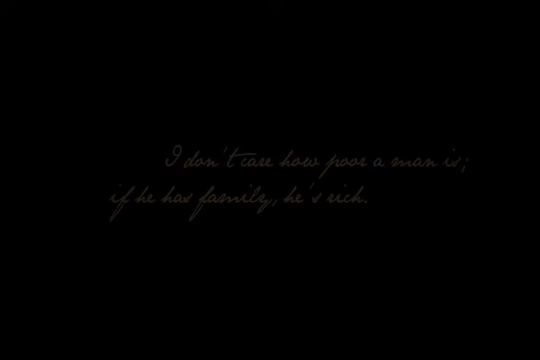 I don't care how poor a man is;
if he has family, he's rich.